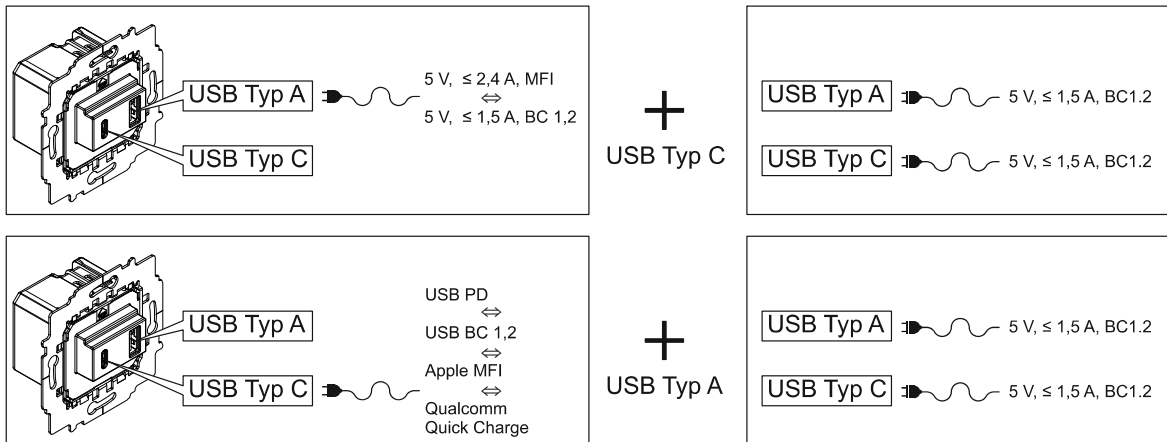 USB Typ A
5 V, ≤ 2,4 A, MFI
⇔
5 V, ≤ 1,5 A, BC 1,2
USB Typ C
+
USB Typ C
USB Typ A
5 V, ≤ 1,5 A, BC1.2
USB Typ C
5 V, ≤ 1,5 A, BC1.2
USB Typ A
USB Typ C
USB PD
⇔
USB BC 1,2
⇔
Apple MFI
⇔
Qualcomm
Quick Charge
+
USB Typ A
USB Typ A
5 V, ≤ 1,5 A, BC1.2
USB Typ C
5 V, ≤ 1,5 A, BC1.2